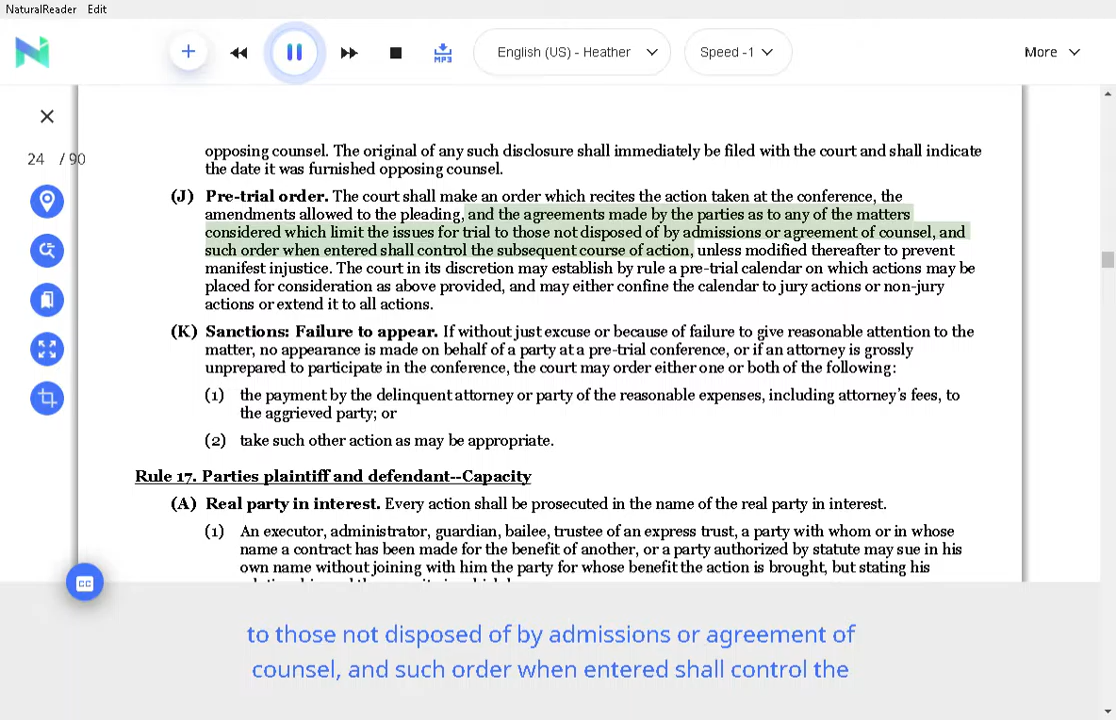 NaturalReader Edit
MP3
English (US) - Heather
Speed -1
More
24 / 90
opposing counsel. The original of any such disclosure shall immediately be filed with the court and shall indicate
the date it was furnished opposing counsel.
(J) Pre-trial order. The court shall make an order which recites the action taken at the conference, the
amendments allowed to the pleading, and the agreements made by the parties as to any of the matters
considered which limit the issues for trial to those not disposed of by admissions or agreement of counsel, and
such order when entered shall control the subsequent course of action, unless modified thereafter to prevent
manifest injustice. The court in its discretion may establish by rule a pre-trial calendar on which actions may be
placed for consideration as above provided, and may either confine the calendar to jury actions or non-jury
actions or extend it to all actions.
(K) Sanctions: Failure to appear. If without just excuse or because of failure to give reasonable attention to the
matter, no appearance is made on behalf of a party at a pre-trial conference, or if an attorney is grossly
unprepared to participate in the conference, the court may order either one or both of the following:
(1) the payment by the delinquent attorney or party of the reasonable expenses, including attorney's fees, to
the aggrieved party; or
(2) take such other action as may be appropriate.
Rule 17. Parties plaintiff and defendant--Capacity
(A) Real party in interest. Every action shall be prosecuted in the name of the real party in interest.
(1) An executor, administrator, guardian, bailee, trustee of an express trust, a party with whom or in whose
name a contract has been made for the benefit of another, or a party authorized by statute may sue in his
own name without joining with him the party for whose benefit the action is brought, but stating his
CC
to those not disposed of by admissions or agreement of
counsel, and such order when entered shall control the